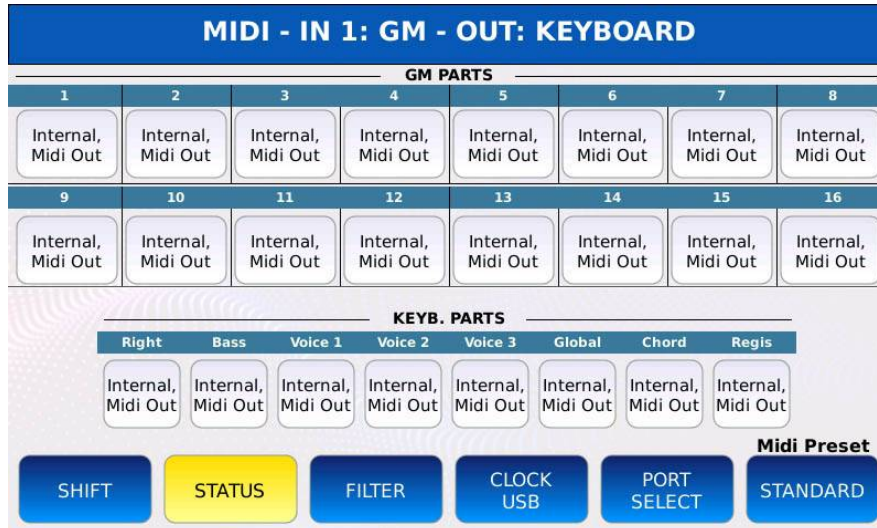 MIDI - IN 1: GM - OUT: KEYBOARD
GM PARTS
1 2 3 4 5 6 7 8
Internal, Internal, Internal, Internal, Internal, Internal, Internal, Internal,
Midi Out Midi Out Midi Out Midi Out Midi Out Midi Out Midi Out Midi Out
9 10 11 12 13 14 15 16
Internal, Internal, Internal, Internal, Internal, Internal, Internal, Internal,
Midi Out Midi Out Midi Out Midi Out Midi Out Midi Out Midi Out Midi Out
KEYB. PARTS
Right Bass Voice 1 Voice 2 Voice 3 Global Chord Regis
Internal, Internal, Internal, Internal, Internal, Internal, Internal, Internal,
Midi Out Midi Out Midi Out Midi Out Midi Out Midi Out Midi Out Midi Out
Midi Preset
SHIFT STATUS FILTER CLOCK USB PORT SELECT STANDARD